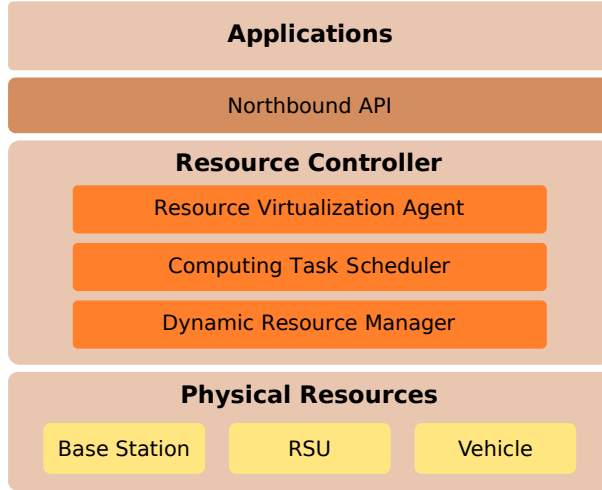 Applications
Northbound API
Resource Controller
Resource Virtualization Agent
Computing Task Scheduler
Dynamic Resource Manager
Physical Resources
Base Station RSU Vehicle